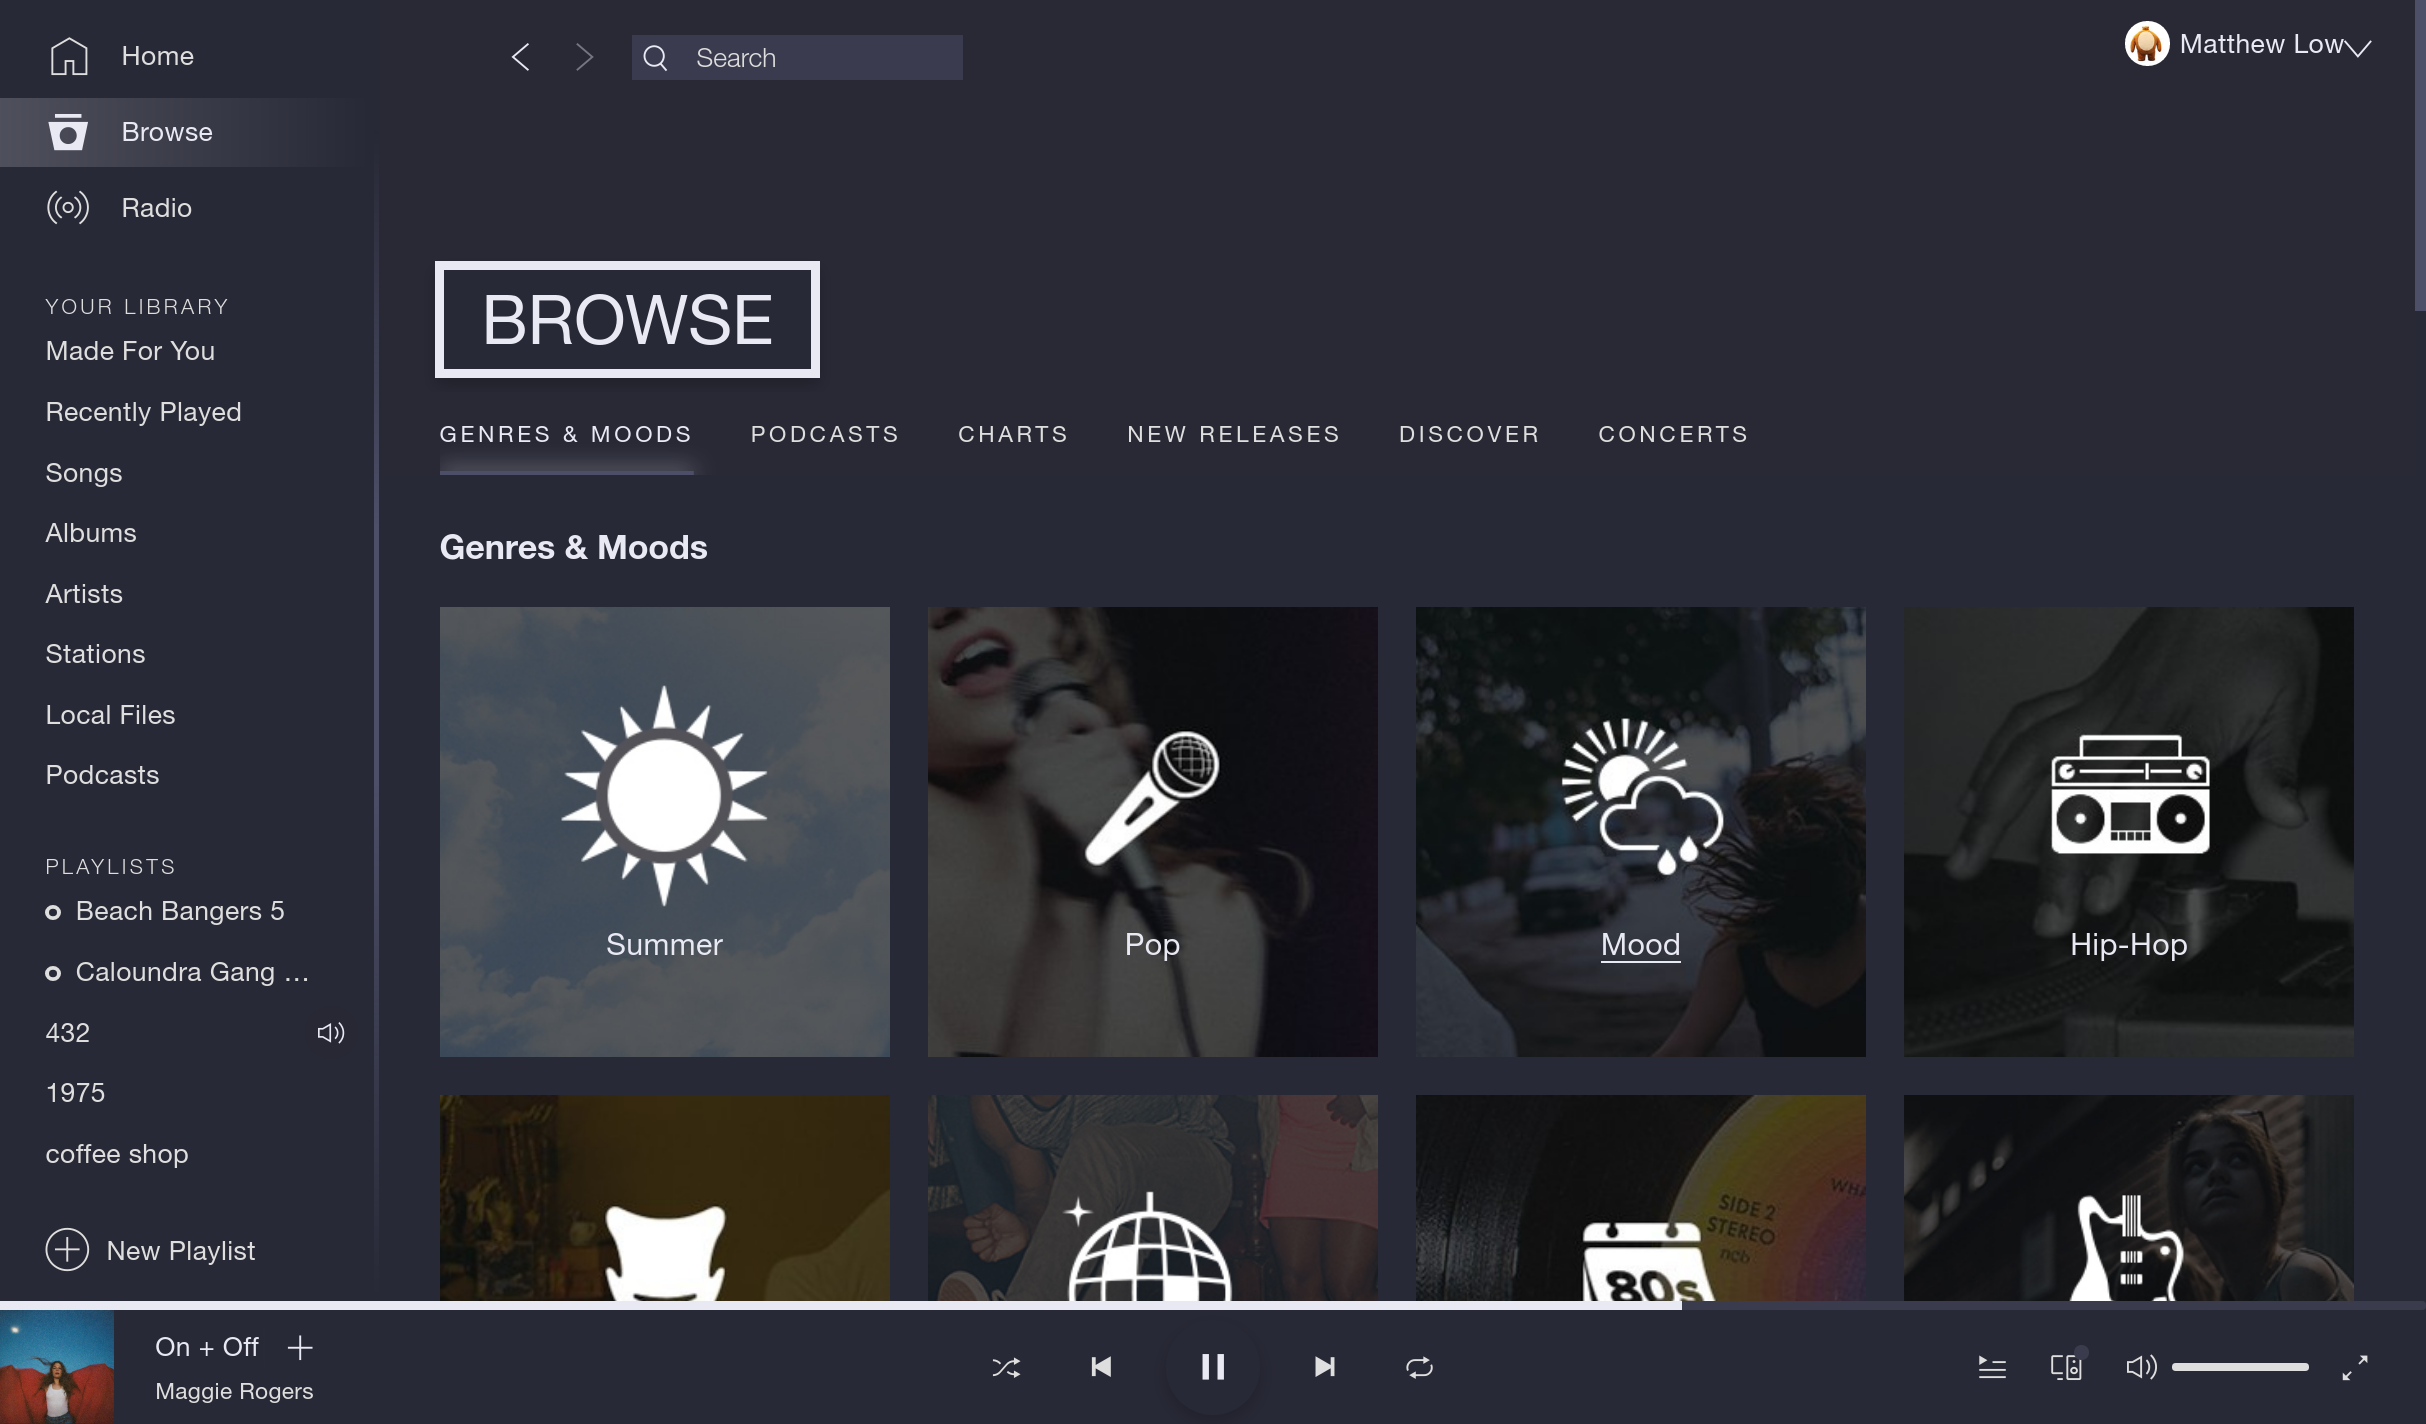 Home
Browse
Radio
YOUR LIBRARY
Made For You
Recently Played
Songs
Albums
Artists
Stations
Local Files
Podcasts
PLAYLISTS
Beach Bangers 5
Caloundra Gang ...
432
1975
coffee shop
New Playlist
Search
Matthew Low
BROWSE
GENRES & MOODS PODCASTS CHARTS NEW RELEASES DISCOVER CONCERTS
Genres & Moods
Summer
Pop
Mood
Hip-Hop
SIDE 2
STEREO
ncb
80s
On + Off
Maggie Rogers